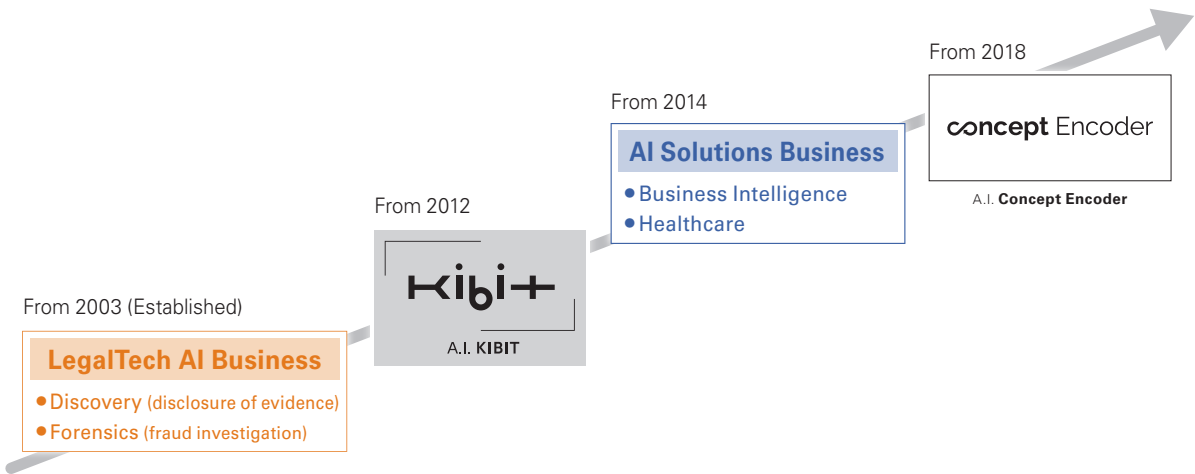 From 2003 (Established)
LegalTech AI Business
• Discovery (disclosure of evidence)
• Forensics (fraud investigation)
From 2012
kibit
A.I. KIBIT
From 2014
AI Solutions Business
• Business Intelligence
• Healthcare
From 2018
concept Encoder
A.I. Concept Encoder